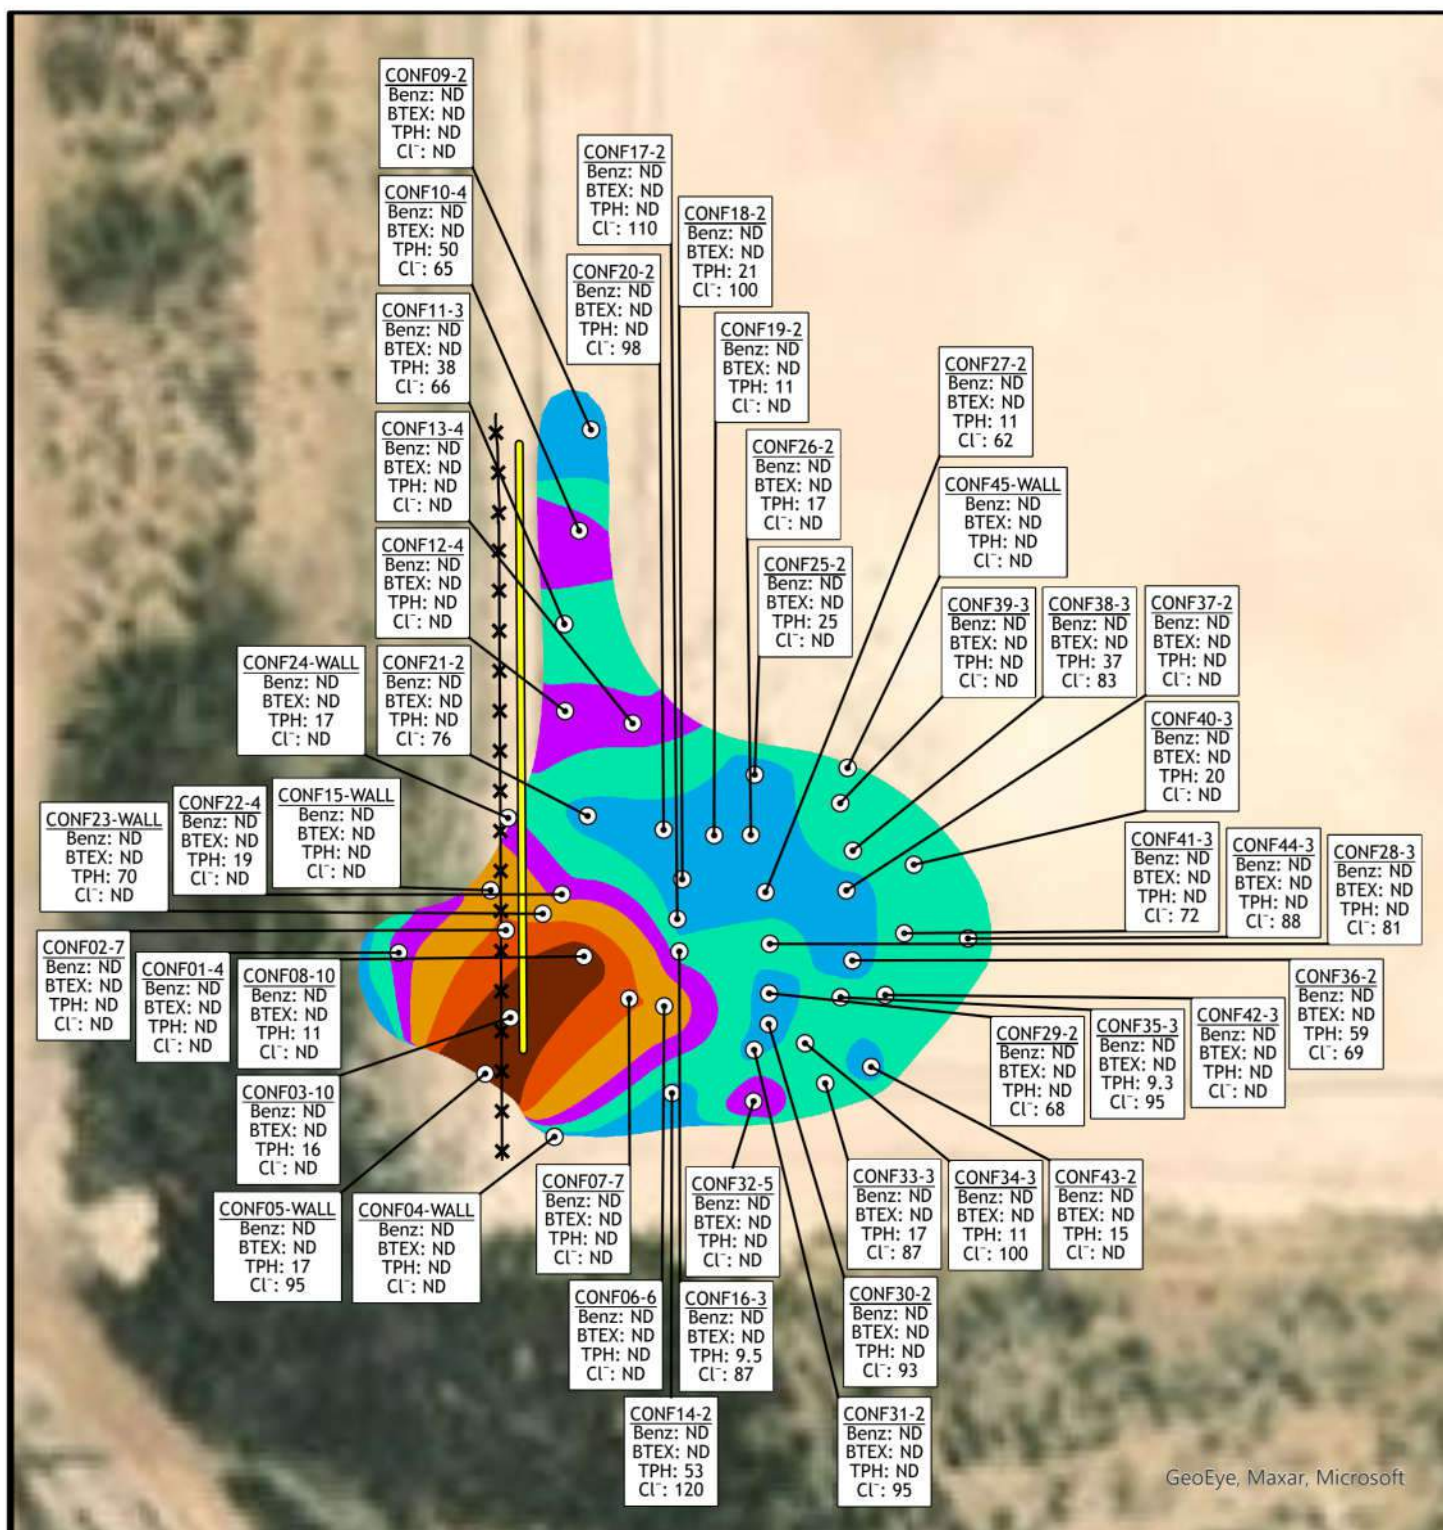 CONF09-2
Benz: ND
BTEX: ND
TPH: ND
Cl⁻: ND
CONF17-2
Benz: ND
BTEX: ND
TPH: ND
Cl⁻: 110
CONF10-4
Benz: ND
BTEX: ND
TPH: 50
Cl⁻: 65
CONF18-2
Benz: ND
BTEX: ND
TPH: 21
Cl⁻: 100
CONF20-2
Benz: ND
BTEX: ND
TPH: ND
Cl⁻: 98
CONF11-3
Benz: ND
BTEX: ND
TPH: 38
Cl⁻: 66
CONF19-2
Benz: ND
BTEX: ND
TPH: 11
Cl⁻: ND
CONF27-2
Benz: ND
BTEX: ND
TPH: 11
Cl⁻: 62
CONF13-4
Benz: ND
BTEX: ND
TPH: ND
Cl⁻: ND
CONF26-2
Benz: ND
BTEX: ND
TPH: 17
Cl⁻: ND
CONF45-WALL
Benz: ND
BTEX: ND
TPH: ND
Cl⁻: ND
CONF12-4
Benz: ND
BTEX: ND
TPH: ND
Cl⁻: ND
CONF25-2
Benz: ND
BTEX: ND
TPH: 25
Cl⁻: ND
CONF39-3
Benz: ND
BTEX: ND
TPH: ND
Cl⁻: ND
CONF38-3
Benz: ND
BTEX: ND
TPH: 37
Cl⁻: 83
CONF37-2
Benz: ND
BTEX: ND
TPH: ND
Cl⁻: ND
CONF24-WALL
Benz: ND
BTEX: ND
TPH: 17
Cl⁻: ND
CONF21-2
Benz: ND
BTEX: ND
TPH: ND
Cl⁻: 76
CONF40-3
Benz: ND
BTEX: ND
TPH: 20
Cl⁻: ND
CONF23-WALL
Benz: ND
BTEX: ND
TPH: 70
Cl⁻: ND
CONF22-4
Benz: ND
BTEX: ND
TPH: 19
Cl⁻: ND
CONF15-WALL
Benz: ND
BTEX: ND
TPH: ND
Cl⁻: ND
CONF41-3
Benz: ND
BTEX: ND
TPH: ND
Cl⁻: 72
CONF44-3
Benz: ND
BTEX: ND
TPH: ND
Cl⁻: 88
CONF28-3
Benz: ND
BTEX: ND
TPH: ND
Cl⁻: 81
CONF02-7
Benz: ND
BTEX: ND
TPH: ND
Cl⁻: ND
CONF01-4
Benz: ND
BTEX: ND
TPH: ND
Cl⁻: ND
CONF08-10
Benz: ND
BTEX: ND
TPH: 11
Cl⁻: ND
CONF29-2
Benz: ND
BTEX: ND
TPH: ND
Cl⁻: 68
CONF35-3
Benz: ND
BTEX: ND
TPH: 9.3
Cl⁻: 95
CONF42-3
Benz: ND
BTEX: ND
TPH: ND
Cl⁻: ND
CONF36-2
Benz: ND
BTEX: ND
TPH: 59
Cl⁻: 69
CONF03-10
Benz: ND
BTEX: ND
TPH: 16
Cl⁻: ND
CONF05-WALL
Benz: ND
BTEX: ND
TPH: 17
Cl⁻: 95
CONF04-WALL
Benz: ND
BTEX: ND
TPH: ND
Cl⁻: ND
CONF07-7
Benz: ND
BTEX: ND
TPH: ND
Cl⁻: ND
CONF32-5
Benz: ND
BTEX: ND
TPH: ND
Cl⁻: ND
CONF33-3
Benz: ND
BTEX: ND
TPH: 17
Cl⁻: 87
CONF34-3
Benz: ND
BTEX: ND
TPH: 11
Cl⁻: 100
CONF43-2
Benz: ND
BTEX: ND
TPH: 15
Cl⁻: ND
CONF06-6
Benz: ND
BTEX: ND
TPH: ND
Cl⁻: ND
CONF16-3
Benz: ND
BTEX: ND
TPH: 9.5
Cl⁻: 87
CONF30-2
Benz: ND
BTEX: ND
TPH: ND
Cl⁻: 93
CONF14-2
Benz: ND
BTEX: ND
TPH: 53
Cl⁻: 120
CONF31-2
Benz: ND
BTEX: ND
TPH: ND
Cl⁻: 95
GeoEye, Maxar, Microsoft